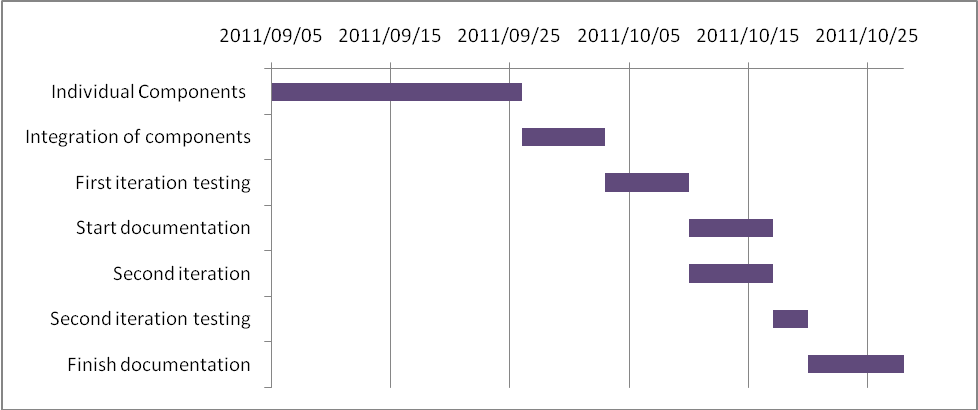 2011/09/05 2011/09/15 2011/09/25 2011/10/05 2011/10/15 2011/10/25
Individual Components
Integration of components
First iteration testing
Start documentation
Second iteration
Second iteration testing
Finish documentation